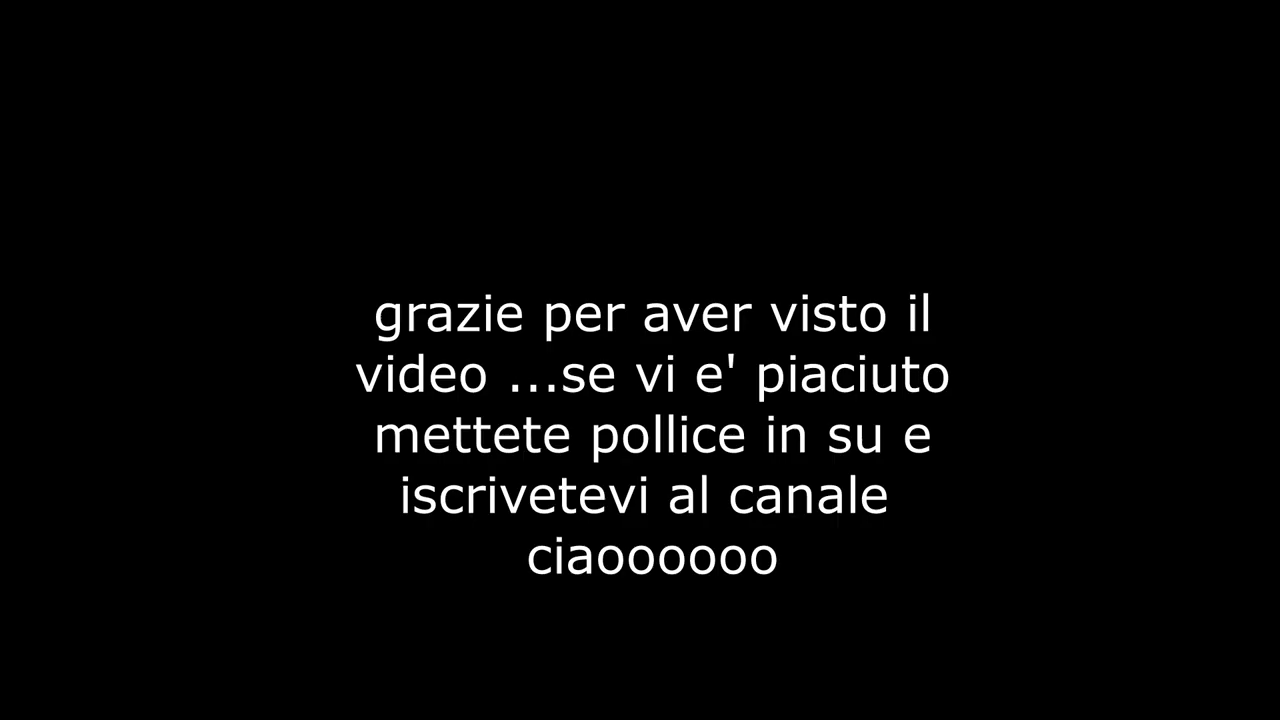 grazie per aver visto il
video ...se vi e' piaciuto
mettete pollice in su e
iscrivetevi al canale
ciaoooooo